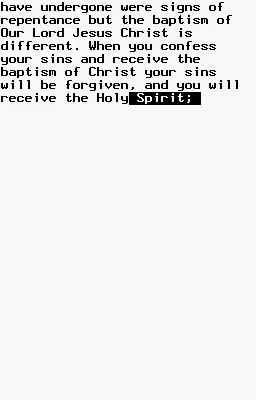 have undergone were signs of
repentance but the baptism of
Our Lord Jesus Christ is
different. When you confess
your sins and receive the
baptism of Christ your sins
will be forgiven, and you will
receive the Holy Spirit;